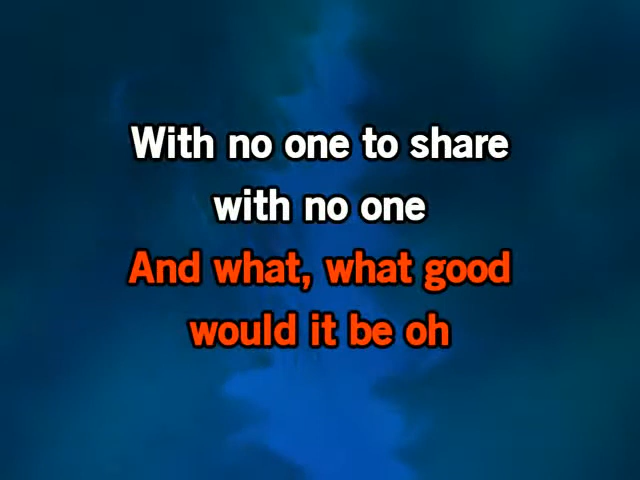 With no one to share
with no one
And what, what good
would it be oh